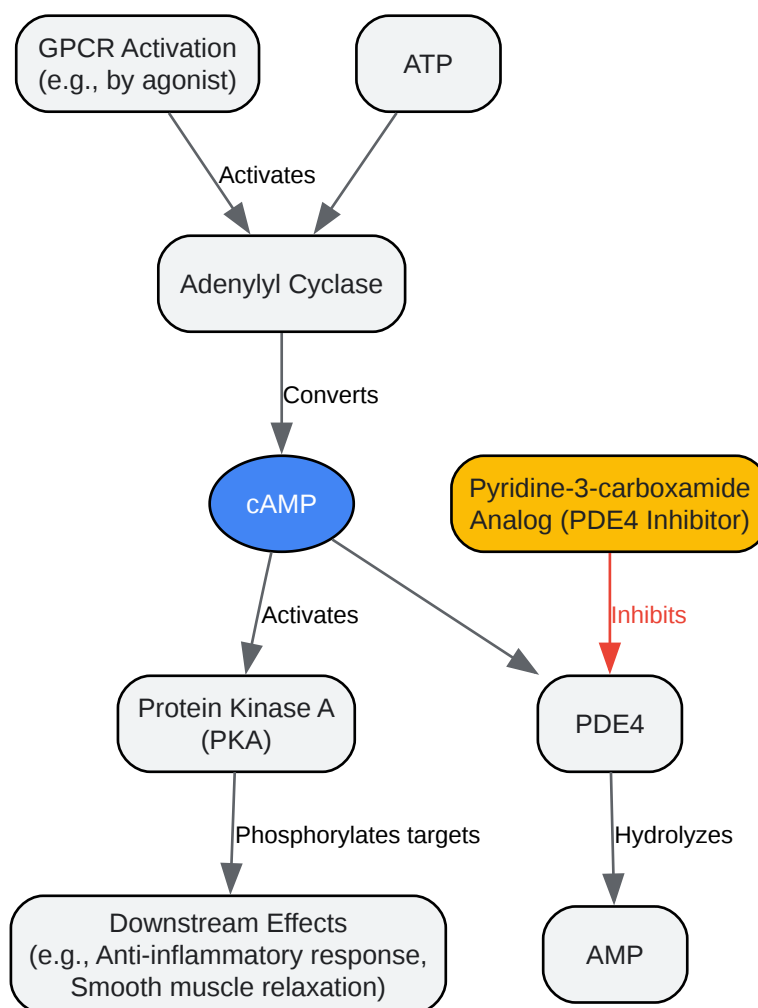 GPCR Activation
(e.g., by agonist)
ATP
Activates
Adenylyl Cyclase
Converts
cAMP
Pyridine-3-carboxamide
Analog (PDE4 Inhibitor)
Activates
Inhibits
Protein Kinase A
(PKA)
PDE4
Phosphorylates targets
Hydrolyzes
Downstream Effects
(e.g., Anti-inflammatory response,
Smooth muscle relaxation)
AMP